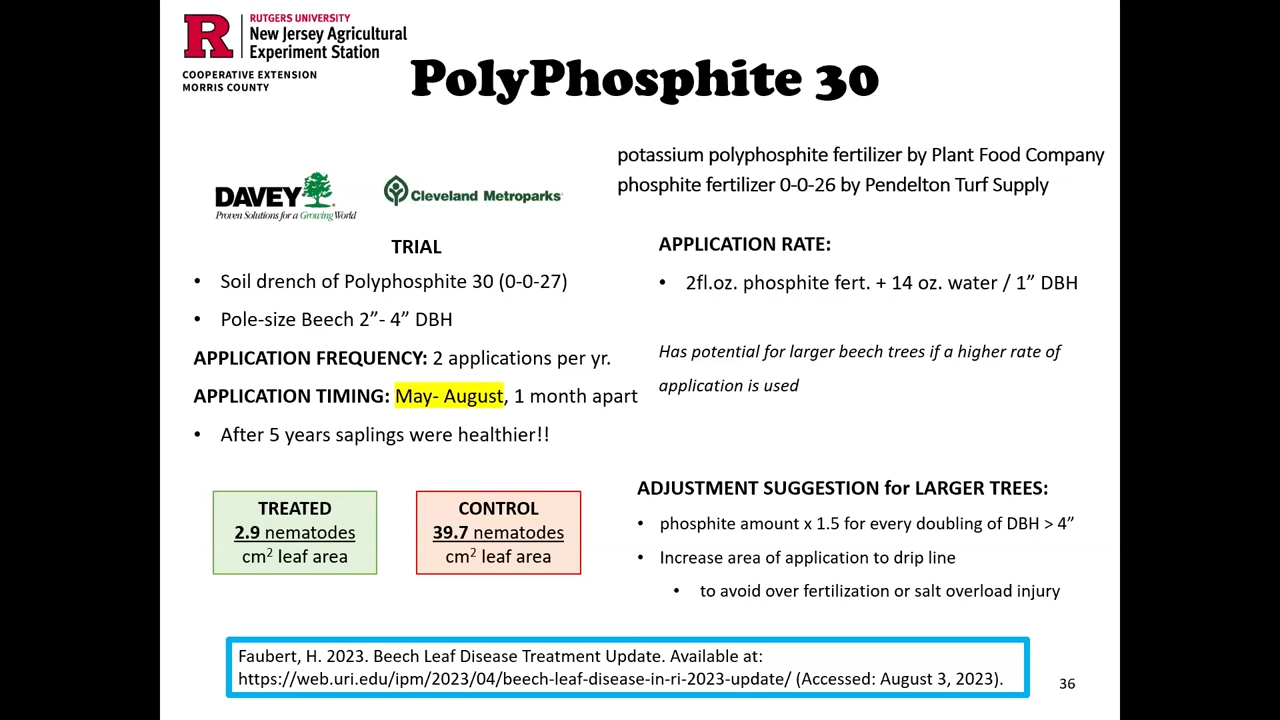 RUTGERS UNIVERSITY
New Jersey Agricultural
Experiment Station
COOPERATIVE EXTENSION
MORRIS COUNTY
PolyPhosphite 30
potassium polyphosphite fertilizer by Plant Food Company
phosphite fertilizer 0-0-26 by Pendelton Turf Supply
DAVEY
Proven Solutions for a Growing World
Cleveland Metroparks
TRIAL
• Soil drench of Polyphosphite 30 (0-0-27)
• Pole-size Beech 2”- 4” DBH
APPLICATION FREQUENCY: 2 applications per yr.
APPLICATION TIMING: May- August, 1 month apart
• After 5 years saplings were healthier!!
TREATED
2.9 nematodes
cm² leaf area
CONTROL
39.7 nematodes
cm² leaf area
APPLICATION RATE:
• 2fl.oz. phosphite fert. + 14 oz. water / 1” DBH
Has potential for larger beech trees if a higher rate of
application is used
ADJUSTMENT SUGGESTION for LARGER TREES:
• phosphite amount x 1.5 for every doubling of DBH > 4”
• Increase area of application to drip line
• to avoid over fertilization or salt overload injury
Faubert, H. 2023. Beech Leaf Disease Treatment Update. Available at:
https://web.uri.edu/ipm/2023/04/beech-leaf-disease-in-ri-2023-update/ (Accessed: August 3, 2023).
36